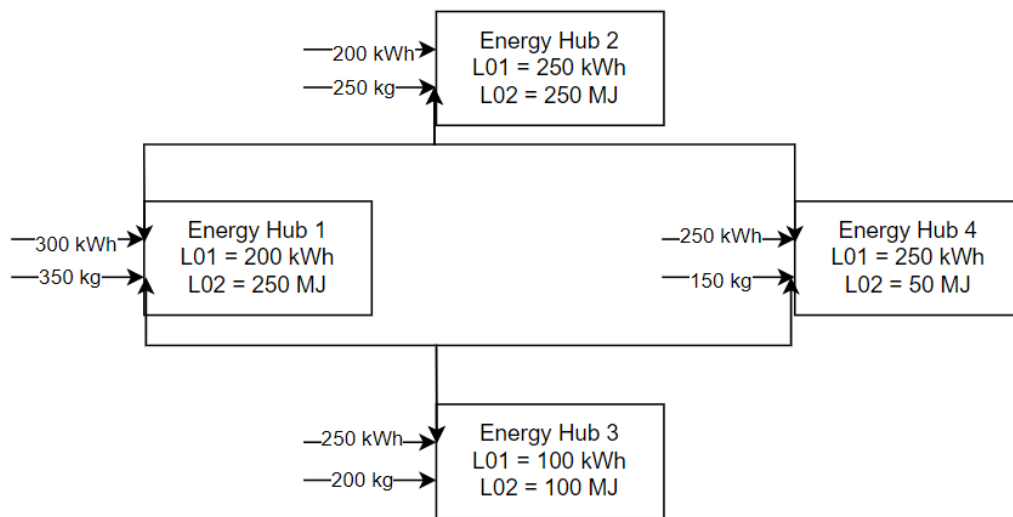 200 kWh
250 kg
Energy Hub 2
L01 = 250 kWh
L02 = 250 MJ
300 kWh
350 kg
Energy Hub 1
L01 = 200 kWh
L02 = 250 MJ
250 kWh
150 kg
Energy Hub 4
L01 = 250 kWh
L02 = 50 MJ
250 kWh
200 kg
Energy Hub 3
L01 = 100 kWh
L02 = 100 MJ